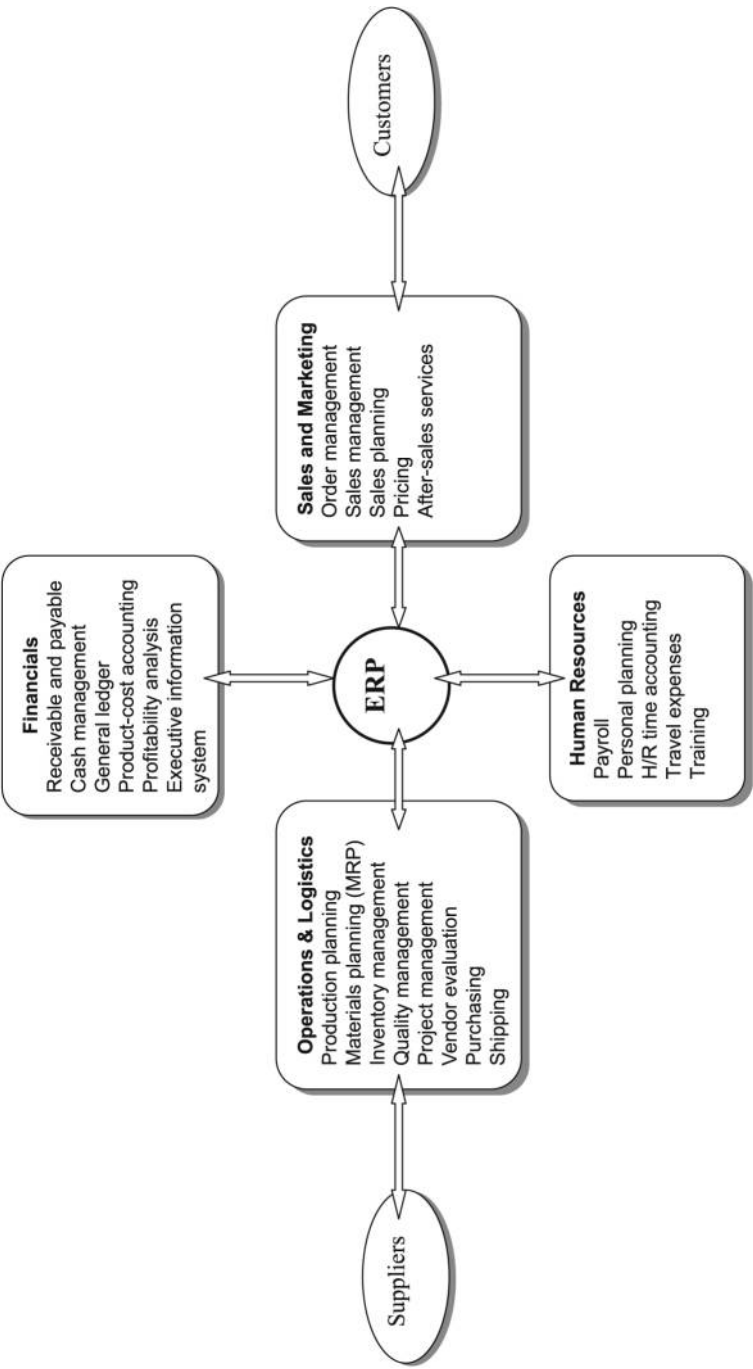 Financials
Receivable and payable
Cash management
General ledger
Product-cost accounting
Profitability analysis
Executive information
system
Suppliers
Operations & Logistics
Production planning
Materials planning (MRP)
Inventory management
Quality management
Project management
Vendor evaluation
Purchasing
Shipping
ERP
Sales and Marketing
Order management
Sales management
Sales planning
Pricing
After-sales services
Customers
Human Resources
Payroll
Personal planning
H/R time accounting
Travel expenses
Training